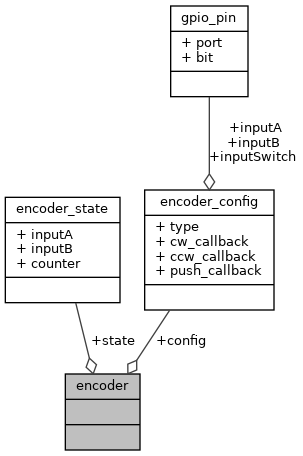 gpio_pin
+ port
+ bit
+inputA
+inputB
+inputSwitch
encoder_state
+ inputA
+ inputB
+ counter
encoder_config
+ type
+ cw_callback
+ ccw_callback
+ push_callback
+state
+config
encoder